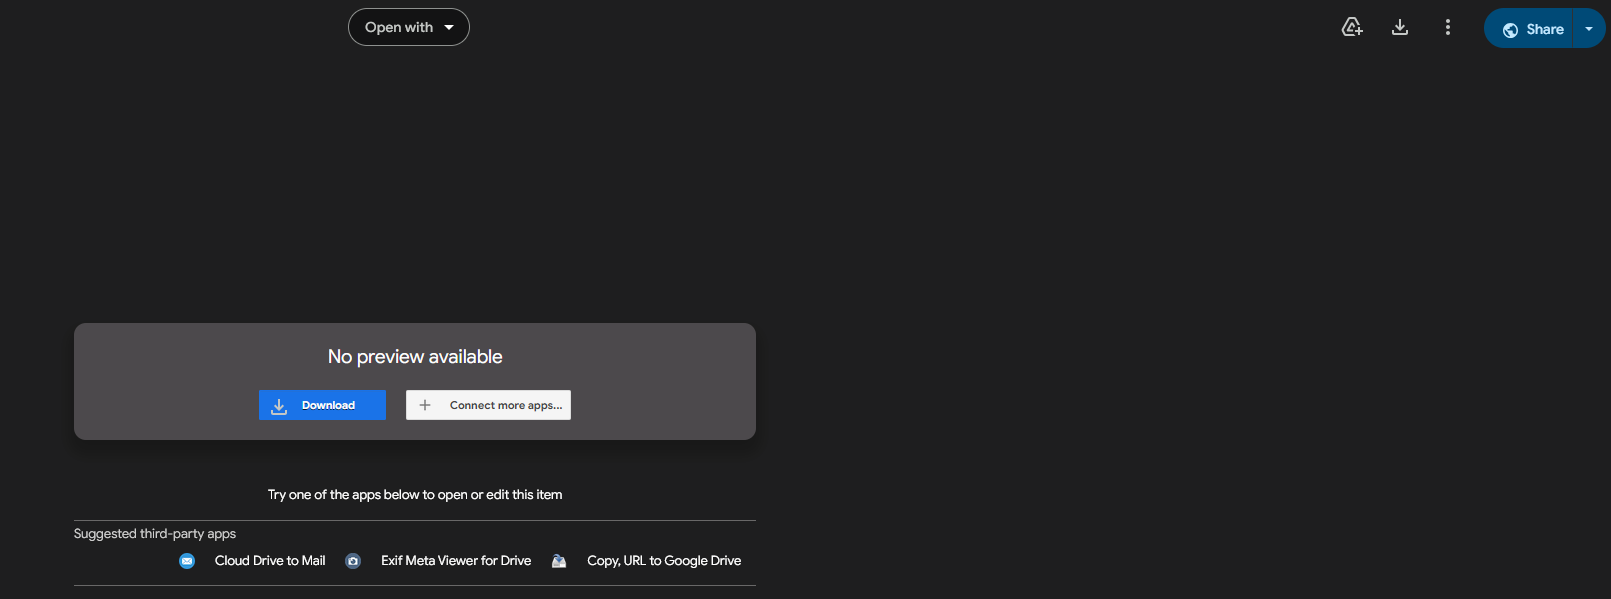 Open with
Share
No preview available
Download
Connect more apps...
Try one of the apps below to open or edit this item
Suggested third-party apps
Cloud Drive to Mail
Exif Meta Viewer for Drive
Copy, URL to Google Drive